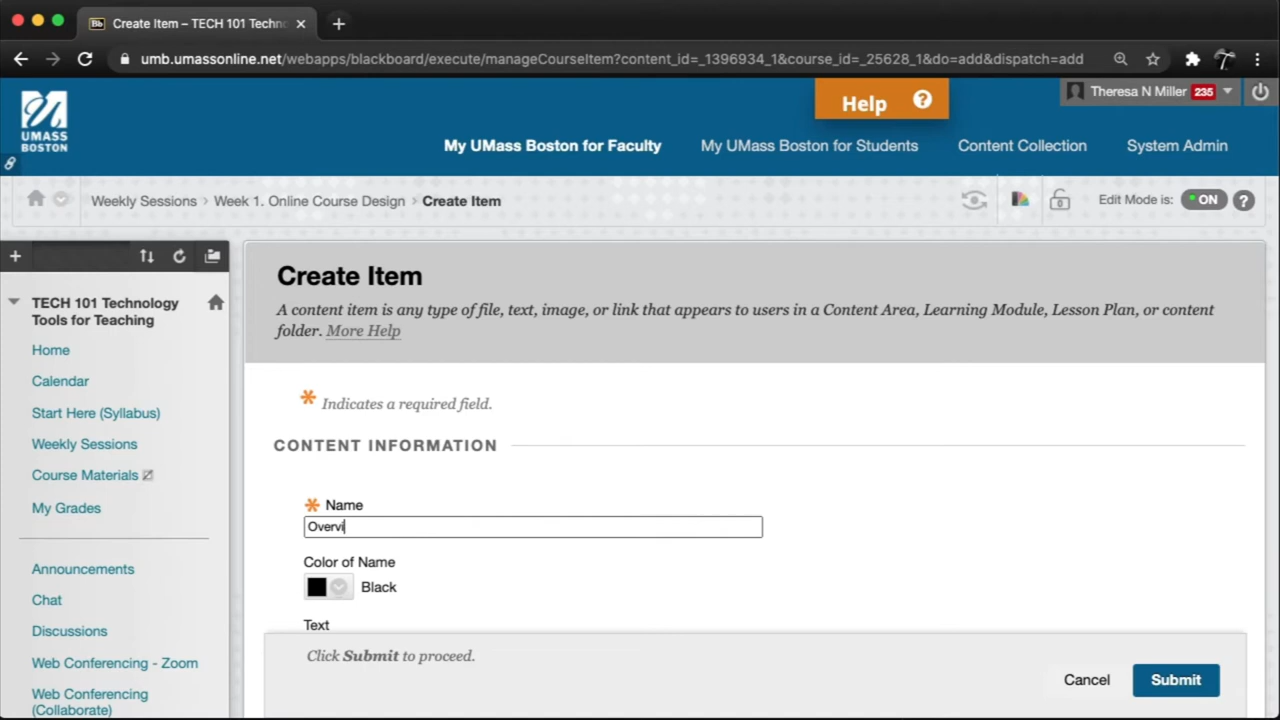 Bb Create Item – TECH 101 Techno
umb.umassonline.net/webapps/blackboard/execute/manageCourseItem?content_id=_1396934_1&course_id=_25628_1&do=add&dispatch=add
UMASS
BOSTON
Help ?
Theresa N Miller 235
My UMass Boston for Faculty
My UMass Boston for Students
Content Collection
System Admin
Weekly Sessions > Week 1. Online Course Design > Create Item
Edit Mode is: ON ?
TECH 101 Technology
Tools for Teaching
Home
Calendar
Start Here (Syllabus)
Weekly Sessions
Course Materials
My Grades
Announcements
Chat
Discussions
Web Conferencing - Zoom
Web Conferencing
(Collaborate)
Create Item
A content item is any type of file, text, image, or link that appears to users in a Content Area, Learning Module, Lesson Plan, or content
folder. More Help
Indicates a required field.
CONTENT INFORMATION
Name
Overvi
Color of Name
Black
Text
Click Submit to proceed.
Cancel
Submit